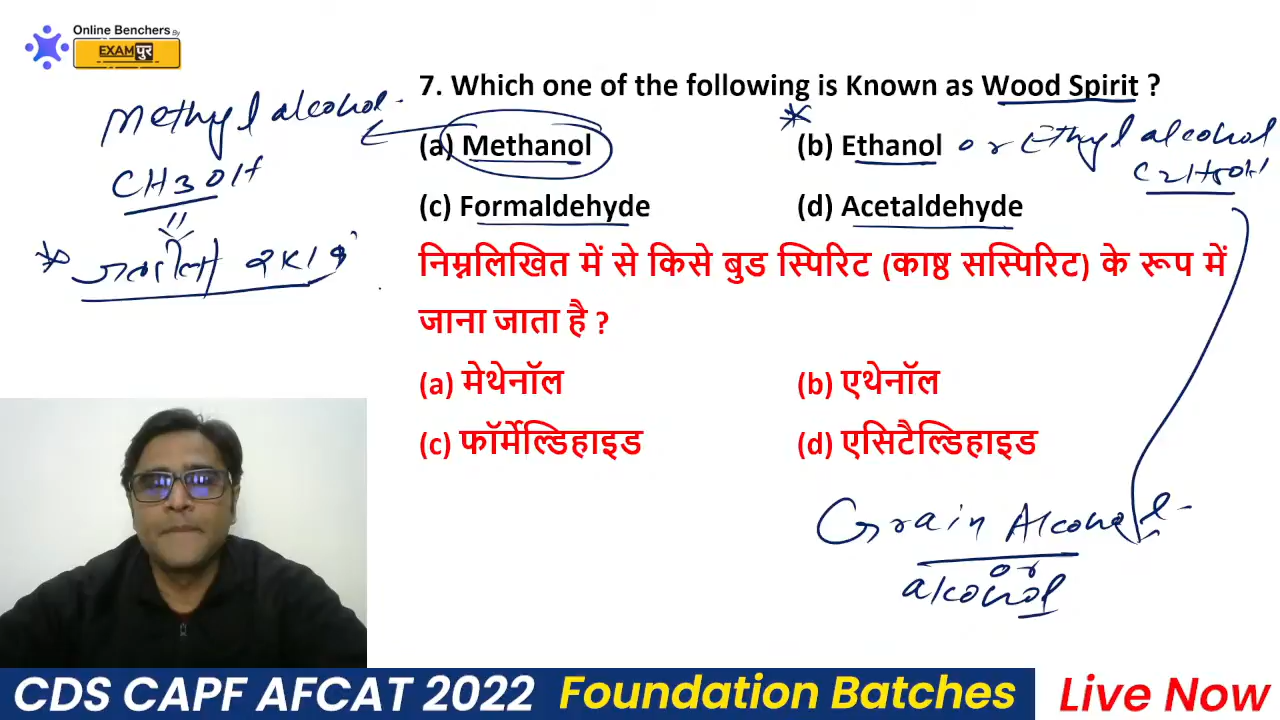 Online Benchers By
EXAMपुर
7. Which one of the following is Known as Wood Spirit ?
(a) Methanol
(b) Ethanol or Ethyl alcohol
C2H5OH
(c) Formaldehyde
(d) Acetaldehyde
Methyl alcohol
CH3OH
निम्नलिखित में से किसे बुड स्पिरिट (काष्ठ सस्पिरिट) के रूप में
जाना जाता है ?
(a) मेथेनॉल
(b) एथेनॉल
(c) फॉर्मेल्डिहाइड
(d) एसिटैल्डिहाइड
Grain Alcohol
or
alcohol
CDS CAPF AFCAT 2022 Foundation Batches Live Now